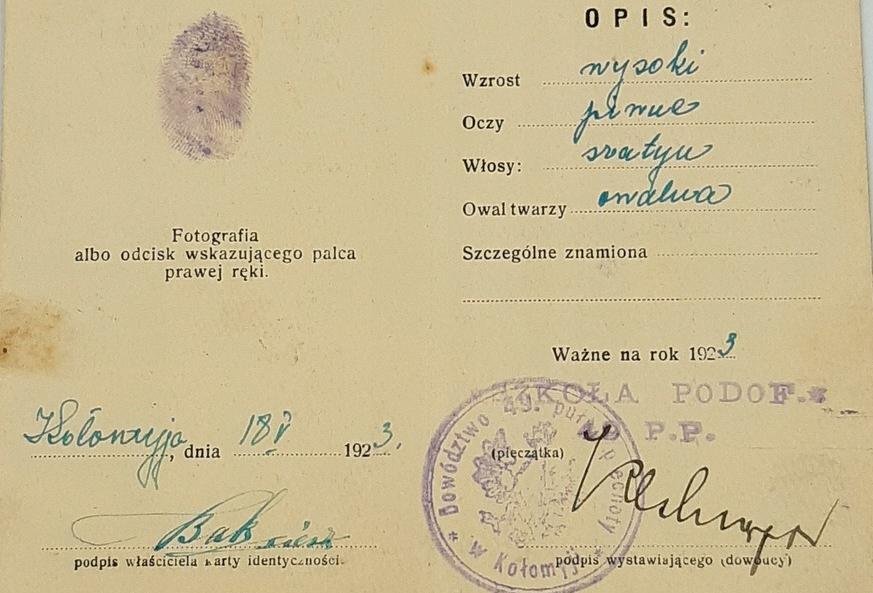 Fotografia
albo odcisk wskazującego palca
prawej ręki.
Kołomyja, dnia 18 V 1923.
podpis właściciela karty identyczności.
OPIS:
Wzrost wysoki
Oczy piwne
Włosy: szatyn
Owal twarzy owalna
Szczególne znamiona
Ważne na rok 1923
SZKOŁA PODOF.
49 P.P.
Dowództwo 49. pułku piechoty * w Kołomyji *
(pieczątka)
podpis wystawiającego (dowódcy)